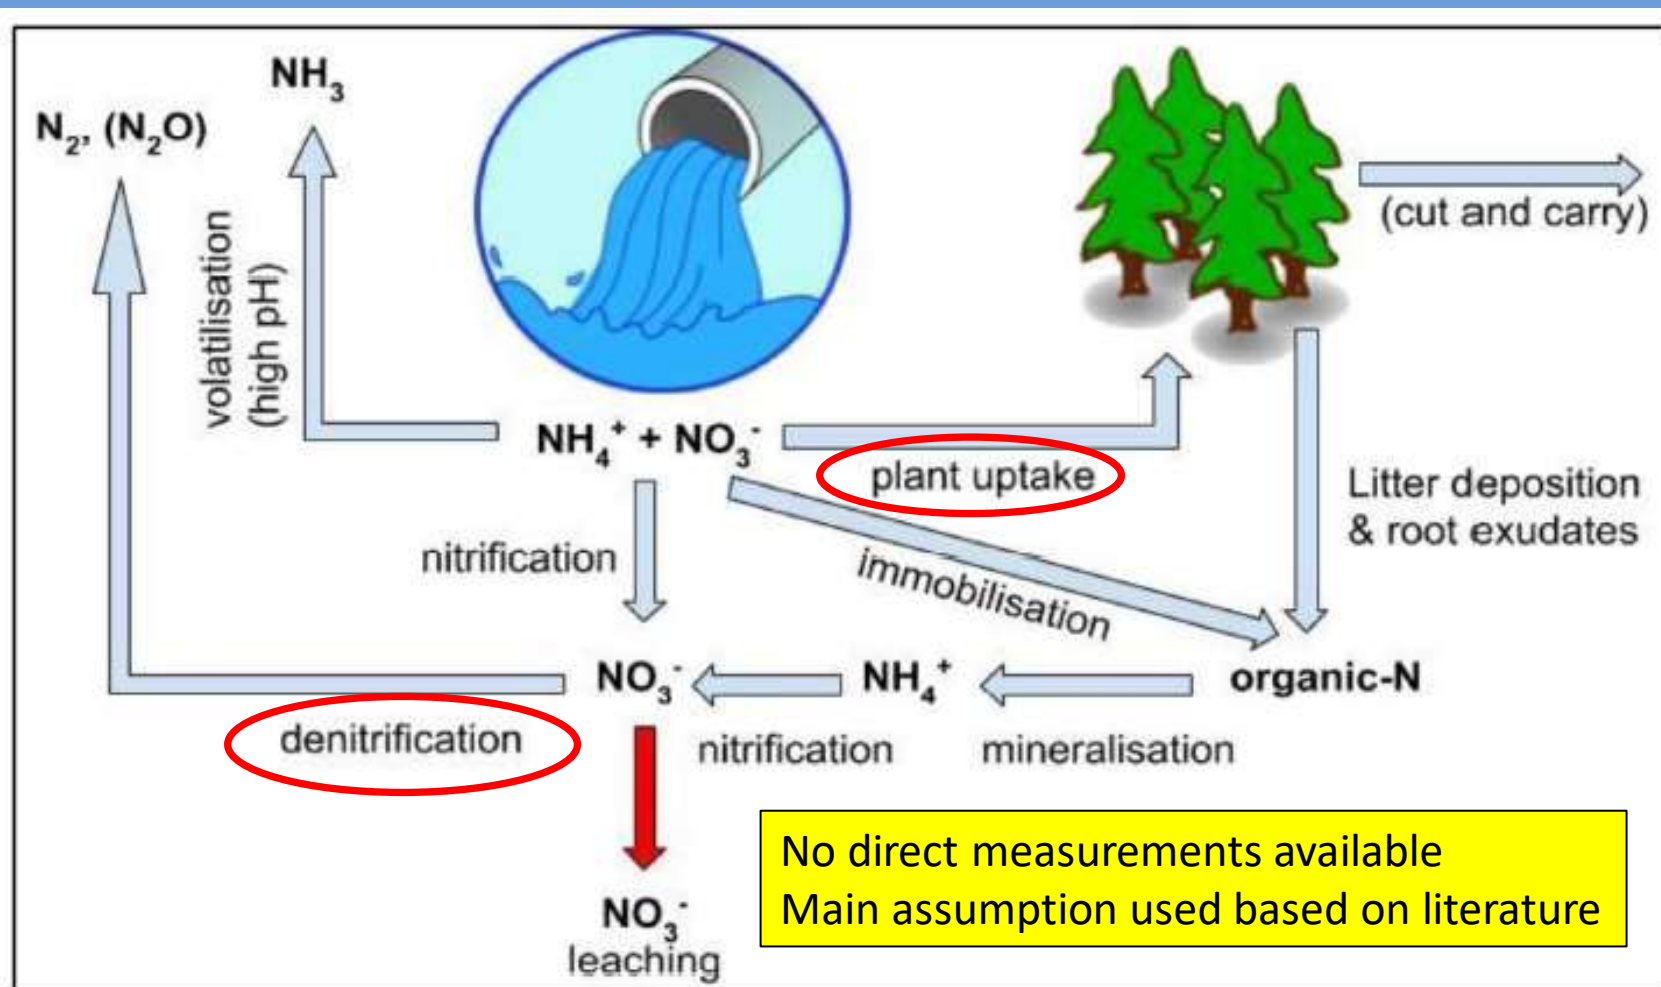 NH₃
N₂, (N₂O)
volatilisation
(high pH)
(cut and carry)
NH₄⁺ + NO₃⁻
plant uptake
Litter deposition
& root exudates
nitrification
immobilisation
NO₃⁻
NH₄⁺
organic-N
denitrification
nitrification
mineralisation
NO₃⁻
leaching
No direct measurements available
Main assumption used based on literature